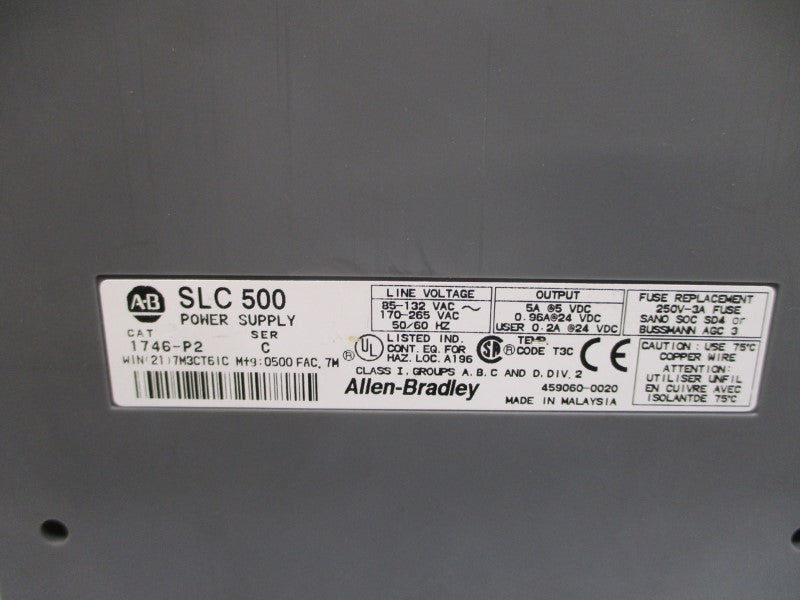 A-B
SLC 500
POWER SUPPLY
CAT SER
1746-P2 C
WIN(21)7M3CT61C Mfg:0500 FAC, 7M
LINE VOLTAGE
85-132 VAC ~
170-265 VAC
50/60 HZ
OUTPUT
5A @5 VDC
0.96A@24 VDC
USER 0.2A @24 VDC
FUSE REPLACEMENT
250V-3A FUSE
SANO SOC SD4 or
BUSSMANN AGC 3
UL ®
LISTED IND.
CONT. EQ. FOR
HAZ. LOC. A196
SA ®
TEMP.
CODE T3C
CE
CLASS I, GROUPS A, B, C AND D, DIV. 2
Allen-Bradley
459060-0020
MADE IN MALAYSIA
CAUTION : USE 75°C
COPPER WIRE
ATTENTION:
UTILISER UNFIL
EN CUIVRE AVEC
ISOLANTDE 75°C